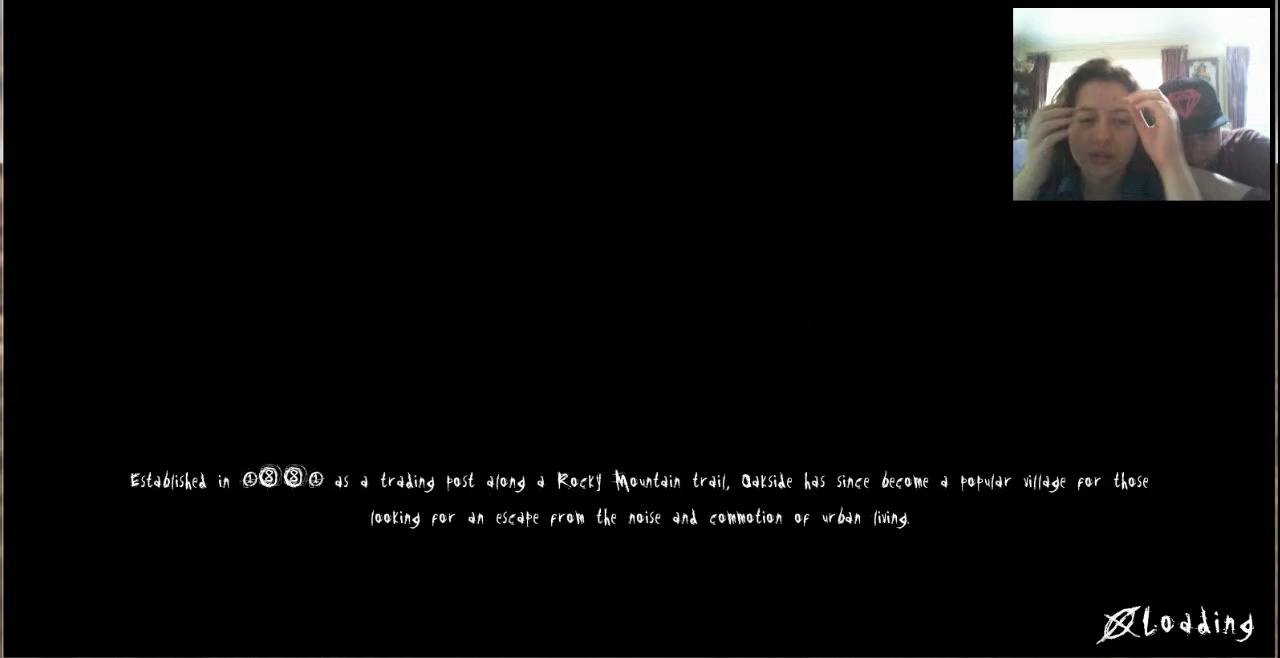 Established in 1881 as a trading post along a Rocky Mountain trail, Oakside has since become a popular village for those
looking for an escape from the noise and commotion of urban living.
Loading